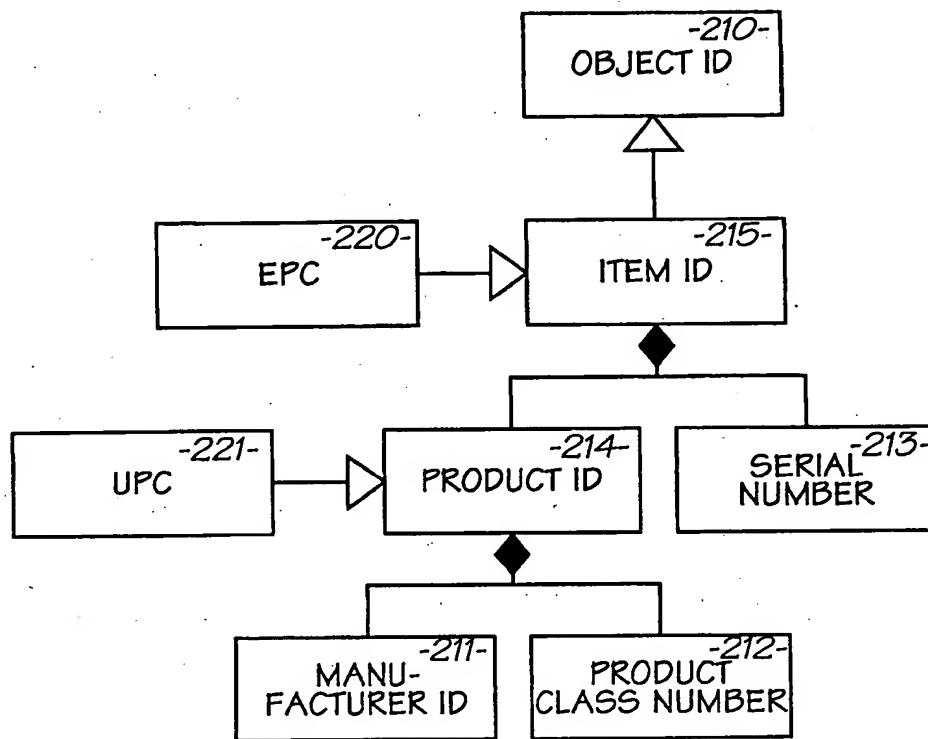 -210-
OBJECT ID
-220-
EPC
-215-
ITEM ID
-221-
UPC
-214-
PRODUCT ID
-213-
SERIAL
NUMBER
-211-
MANU-
FACTURER ID
-212-
PRODUCT
CLASS NUMBER